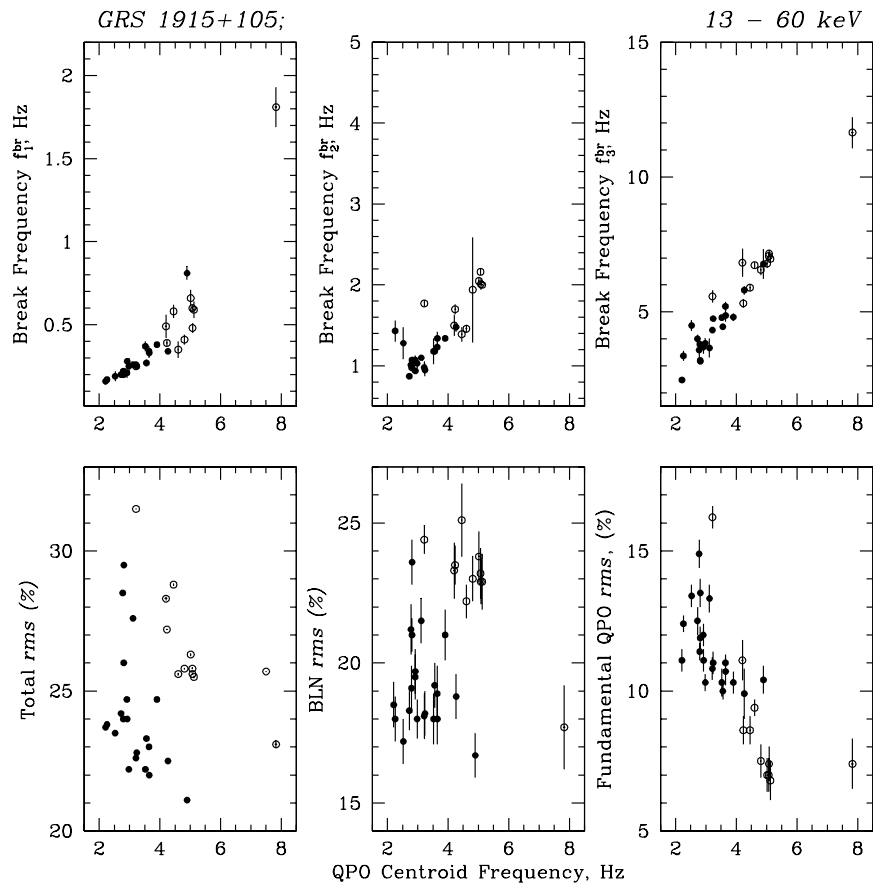 GRS 1915+105;
13 – 60 keV
Break Frequency f₁ᵇʳ, Hz
2
1.5
1
0.5
2 4 6 8
Break Frequency f₂ᵇʳ, Hz
5
4
3
2
1
2 4 6 8
Break Frequency f₃ᵇʳ, Hz
15
10
5
2 4 6 8
Total rms (%)
30
25
20
2 4 6 8
BLN rms (%)
25
20
15
2 4 6 8
Fundamental QPO rms, (%)
15
10
5
2 4 6 8
QPO Centroid Frequency, Hz